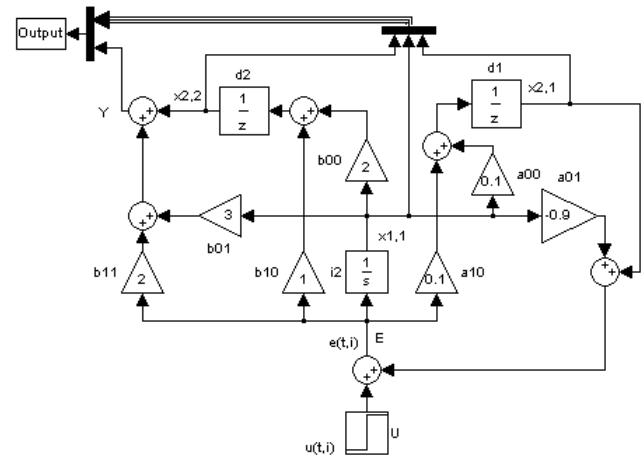 Output
d2
d1
x2,2
1
z
b00
1
z
x2,1
Y
2
0.1
a00
a01
3
-0.9
b01
x1,1
b11
2
b10
1
i2
1
s
0.1
a10
e(t,i)
E
u(t,i)
U